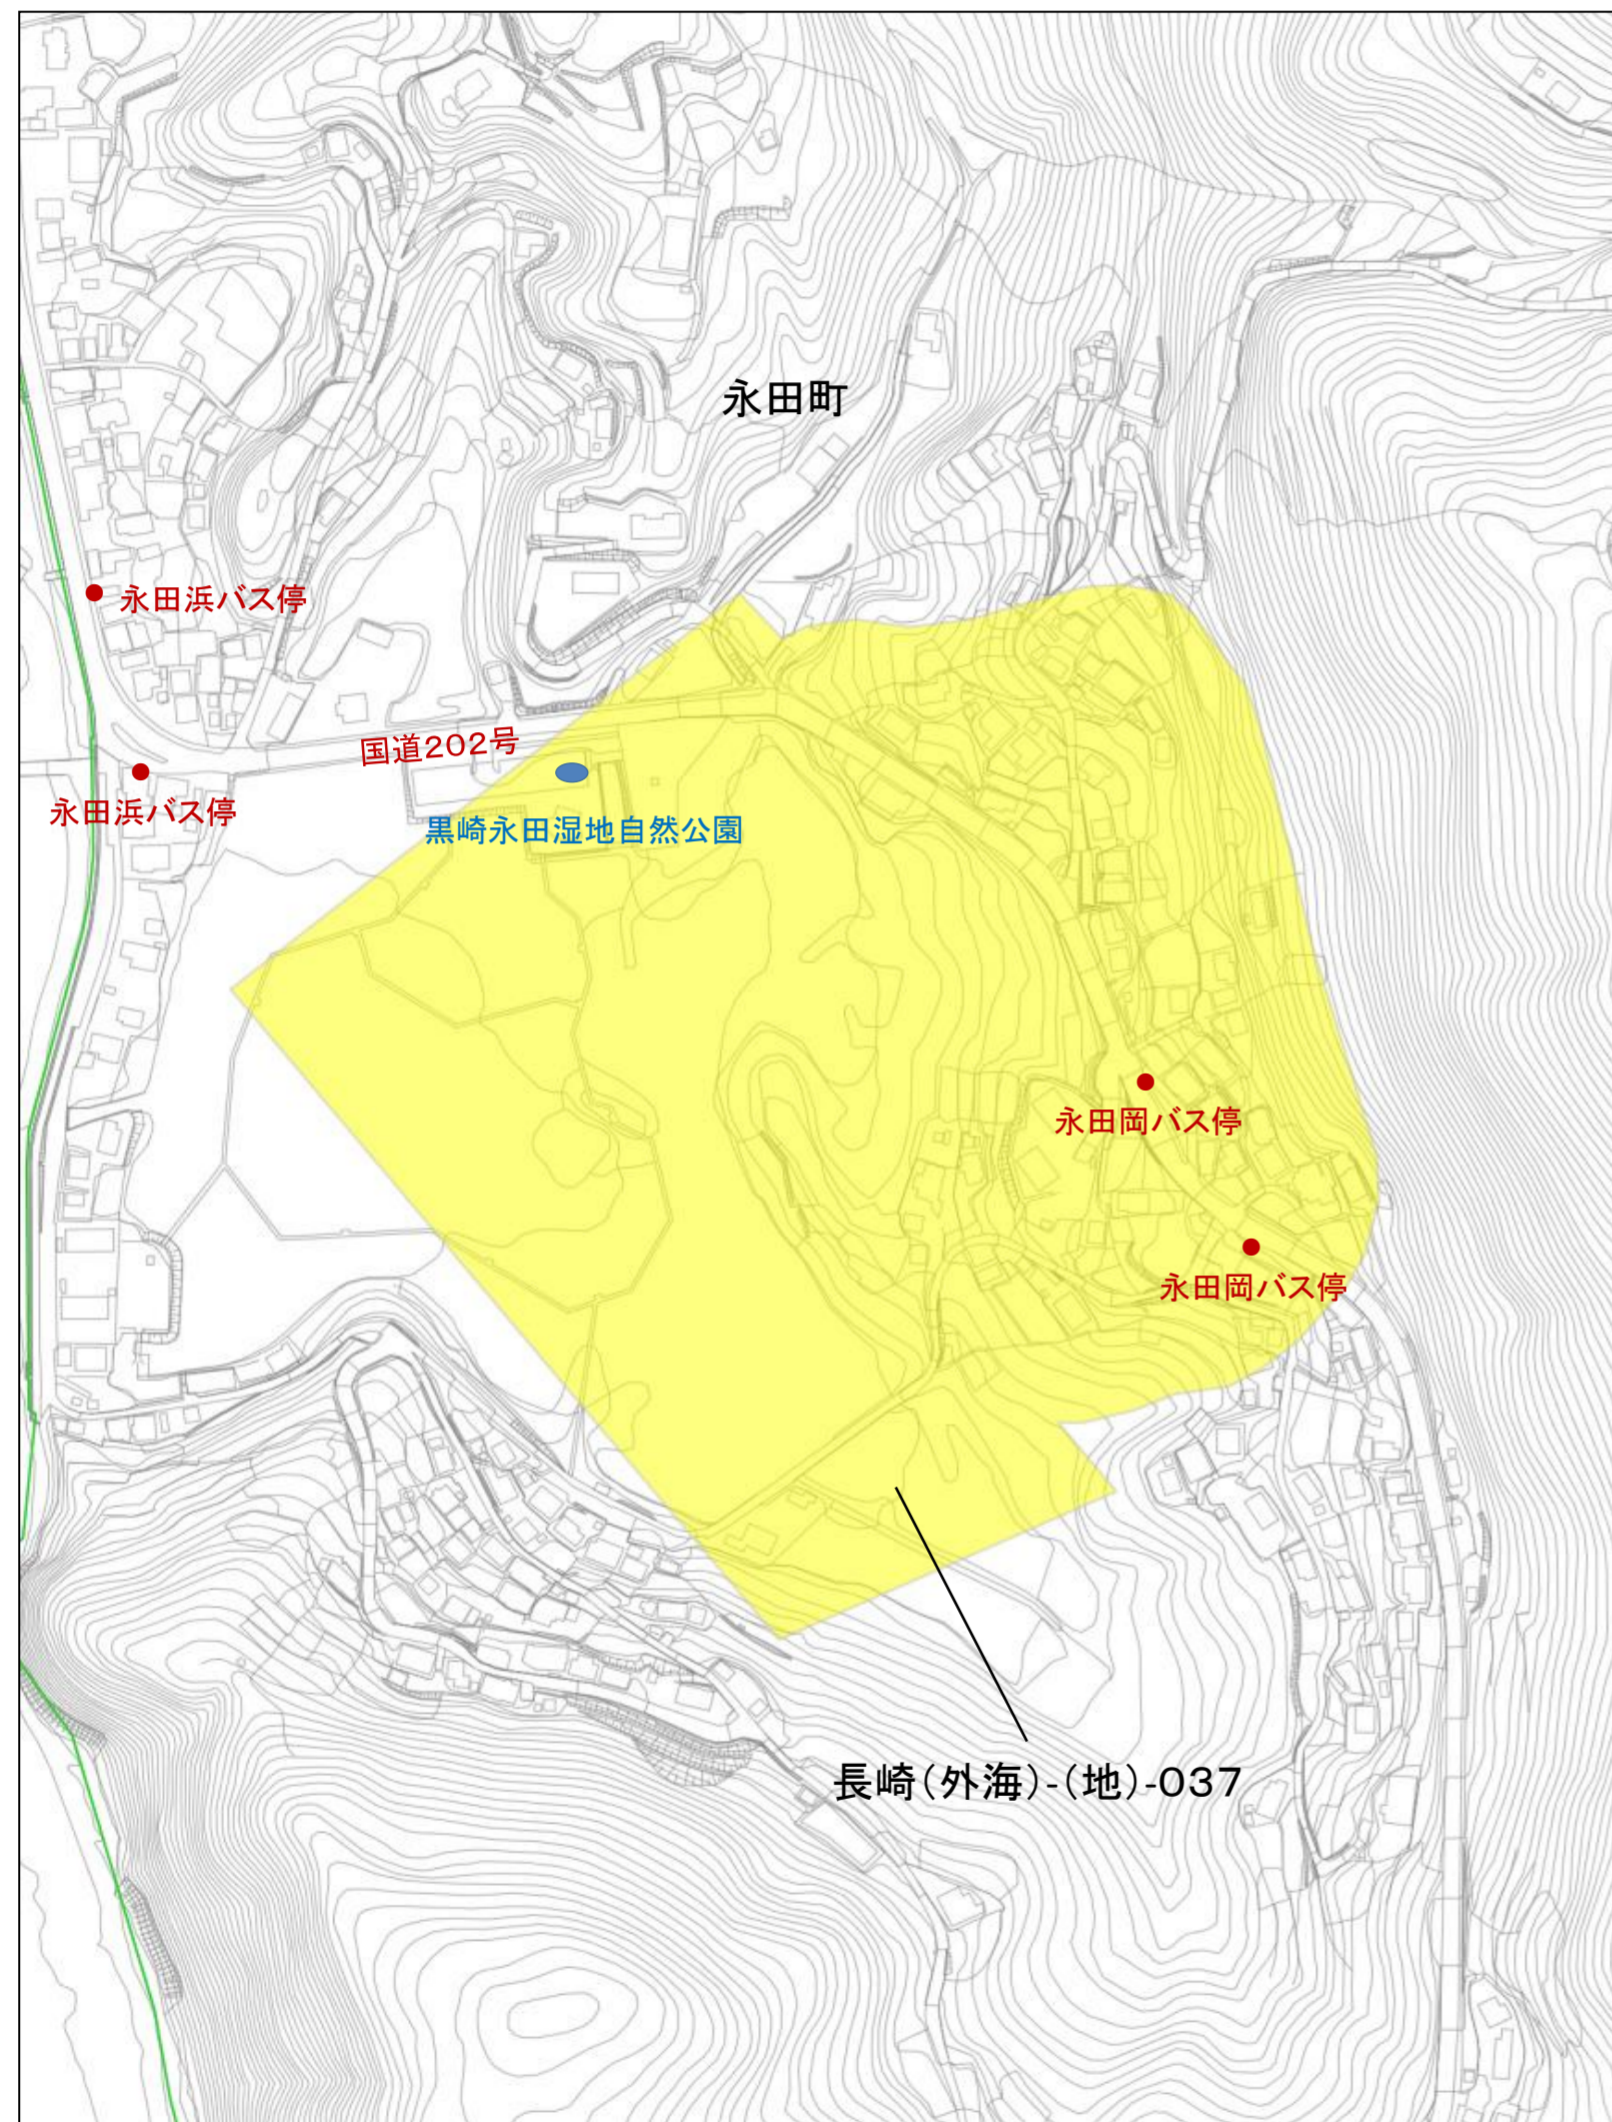 永田町
永田浜バス停
国道202号
永田浜バス停
黒崎永田湿地自然公園
永田岡バス停
永田岡バス停
長崎(外海)-(地)-037